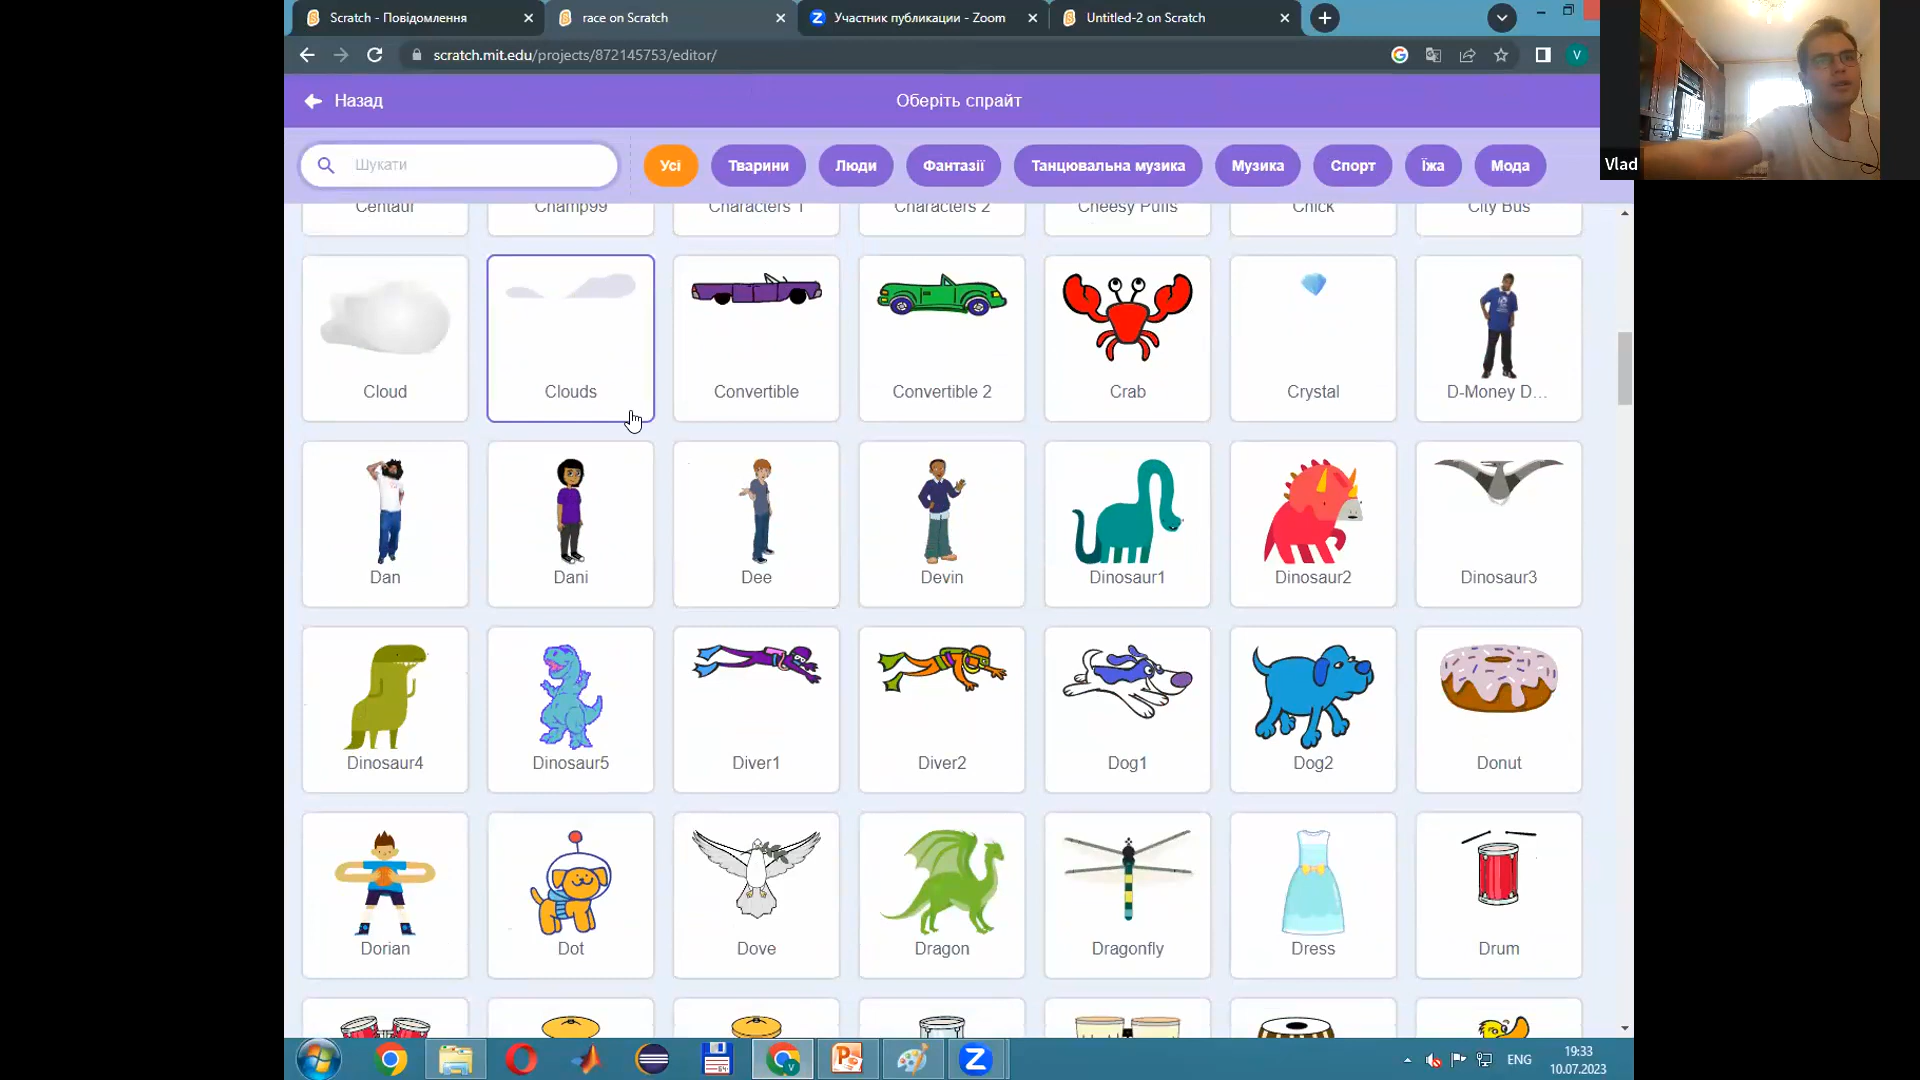 Scratch - Повідомлення
race on Scratch
Участник публикации - Zoom
Untitled-2 on Scratch
scratch.mit.edu/projects/872145753/editor/
V
Назад
Оберіть спрайт
Шукати
Усі
Тварини
Люди
Фантазії
Танцювальна музика
Музика
Спорт
Їжа
Мода
Vlad
Centaur
Champ99
Characters 1
Characters 2
Cheesy Puffs
Chick
City Bus
Cloud
Clouds
Convertible
Convertible 2
Crab
Crystal
D-Money D...
Dan
Dani
Dee
Devin
Dinosaur1
Dinosaur2
Dinosaur3
Dinosaur4
Dinosaur5
Diver1
Diver2
Dog1
Dog2
Donut
Dorian
Dot
Dove
Dragon
Dragonfly
Dress
Drum
64
ENG
19:33
10.07.2023